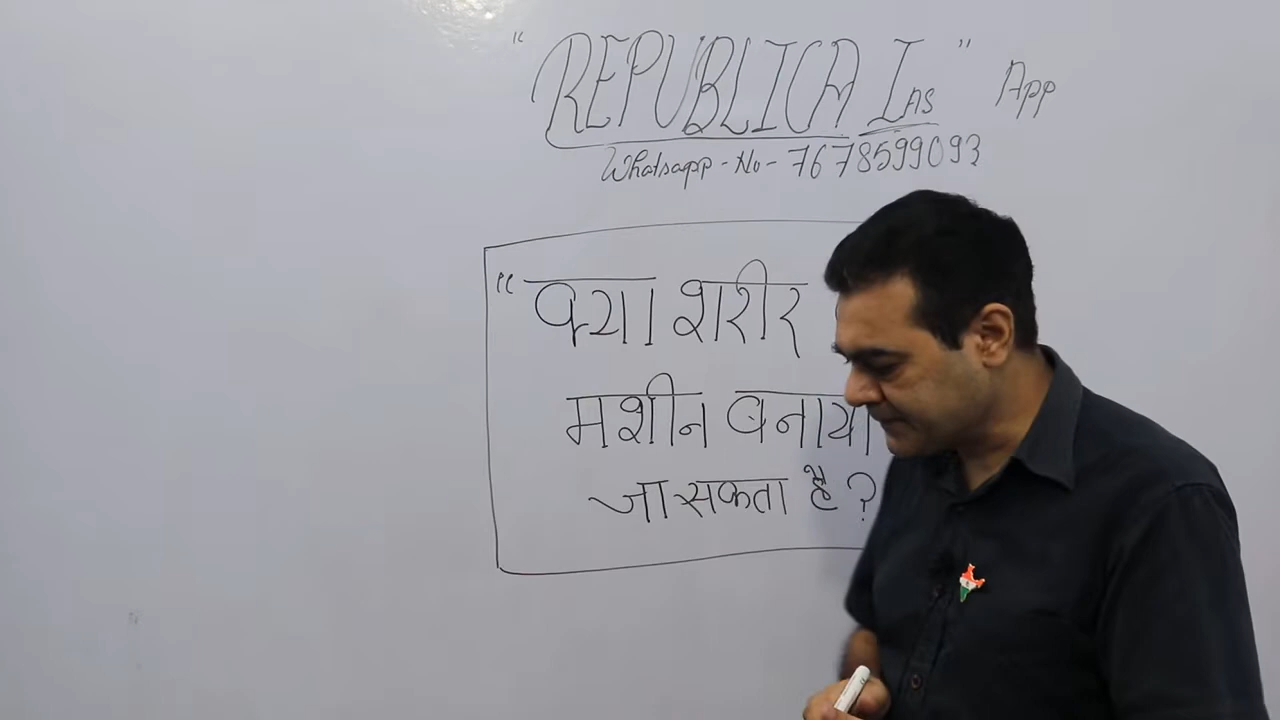 "REPUBLICA IAS" App
Whatsapp-No-7678599093
"क्या शरीर
मशीन बनाया
जा सकता है?